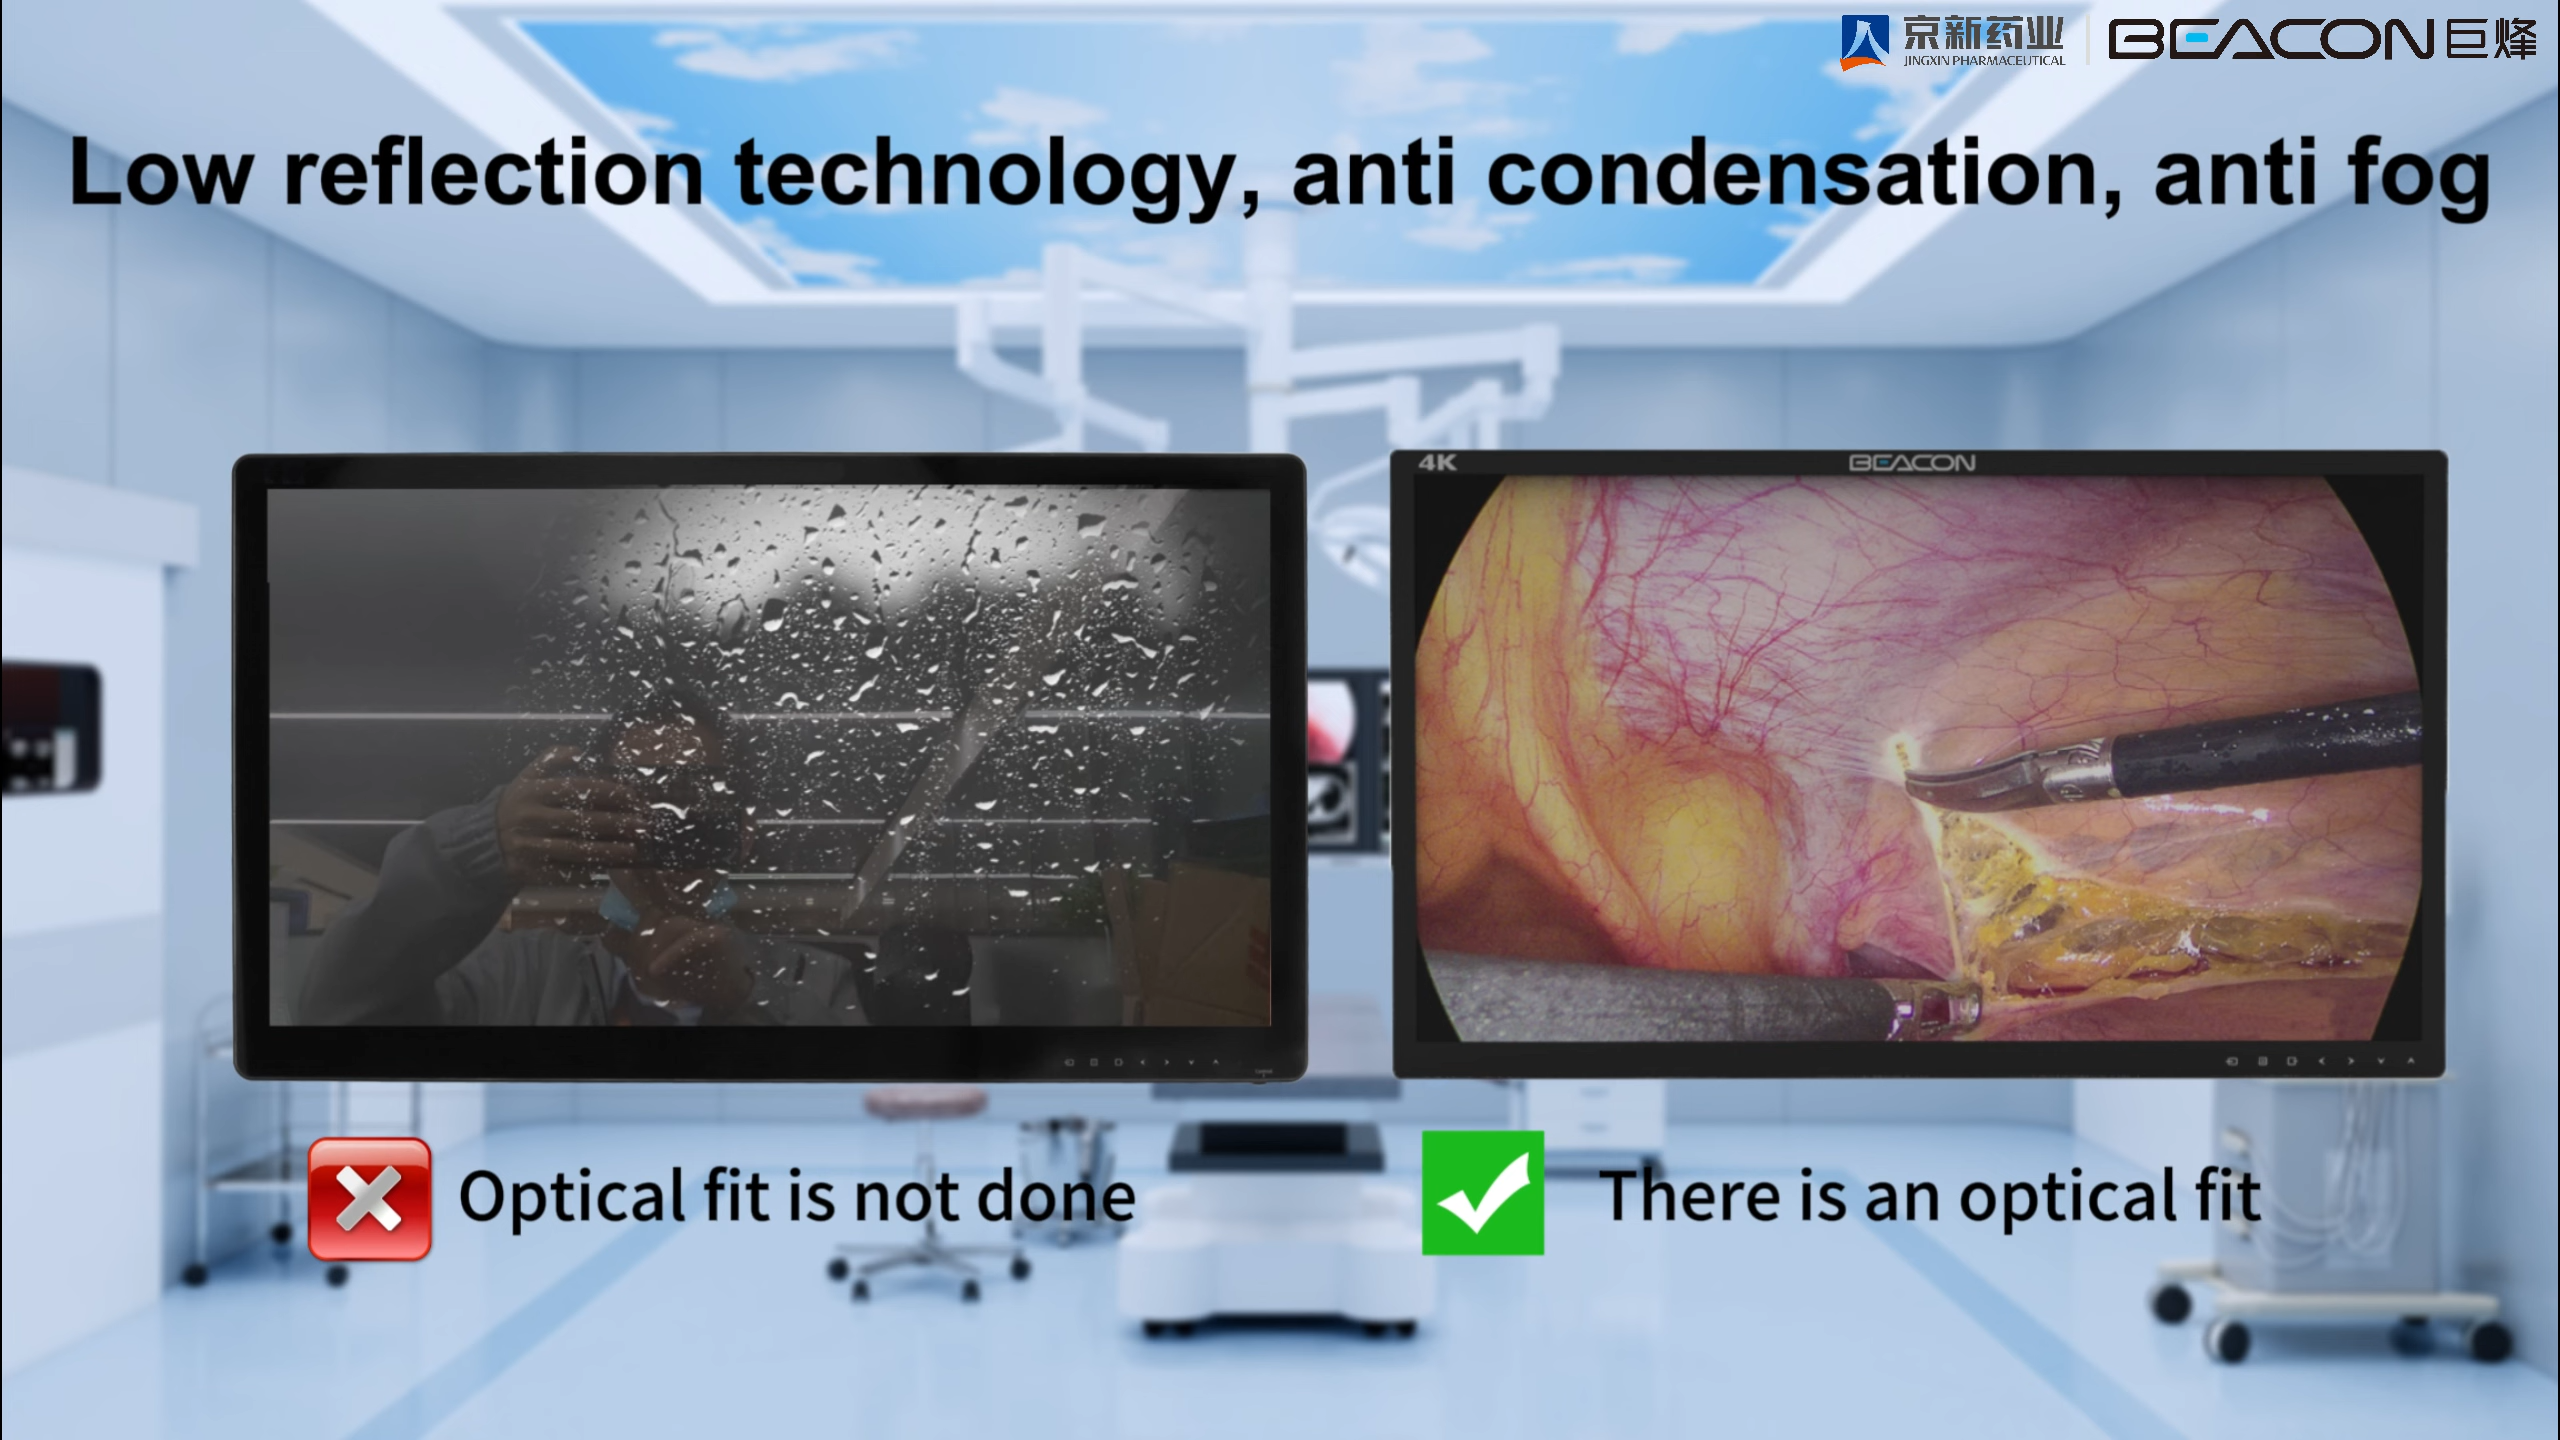 京新药业
JINGXIN PHARMACEUTICAL
BEACON巨烽
Low reflection technology, anti condensation, anti fog
4K
BEACON
Optical fit is not done
There is an optical fit